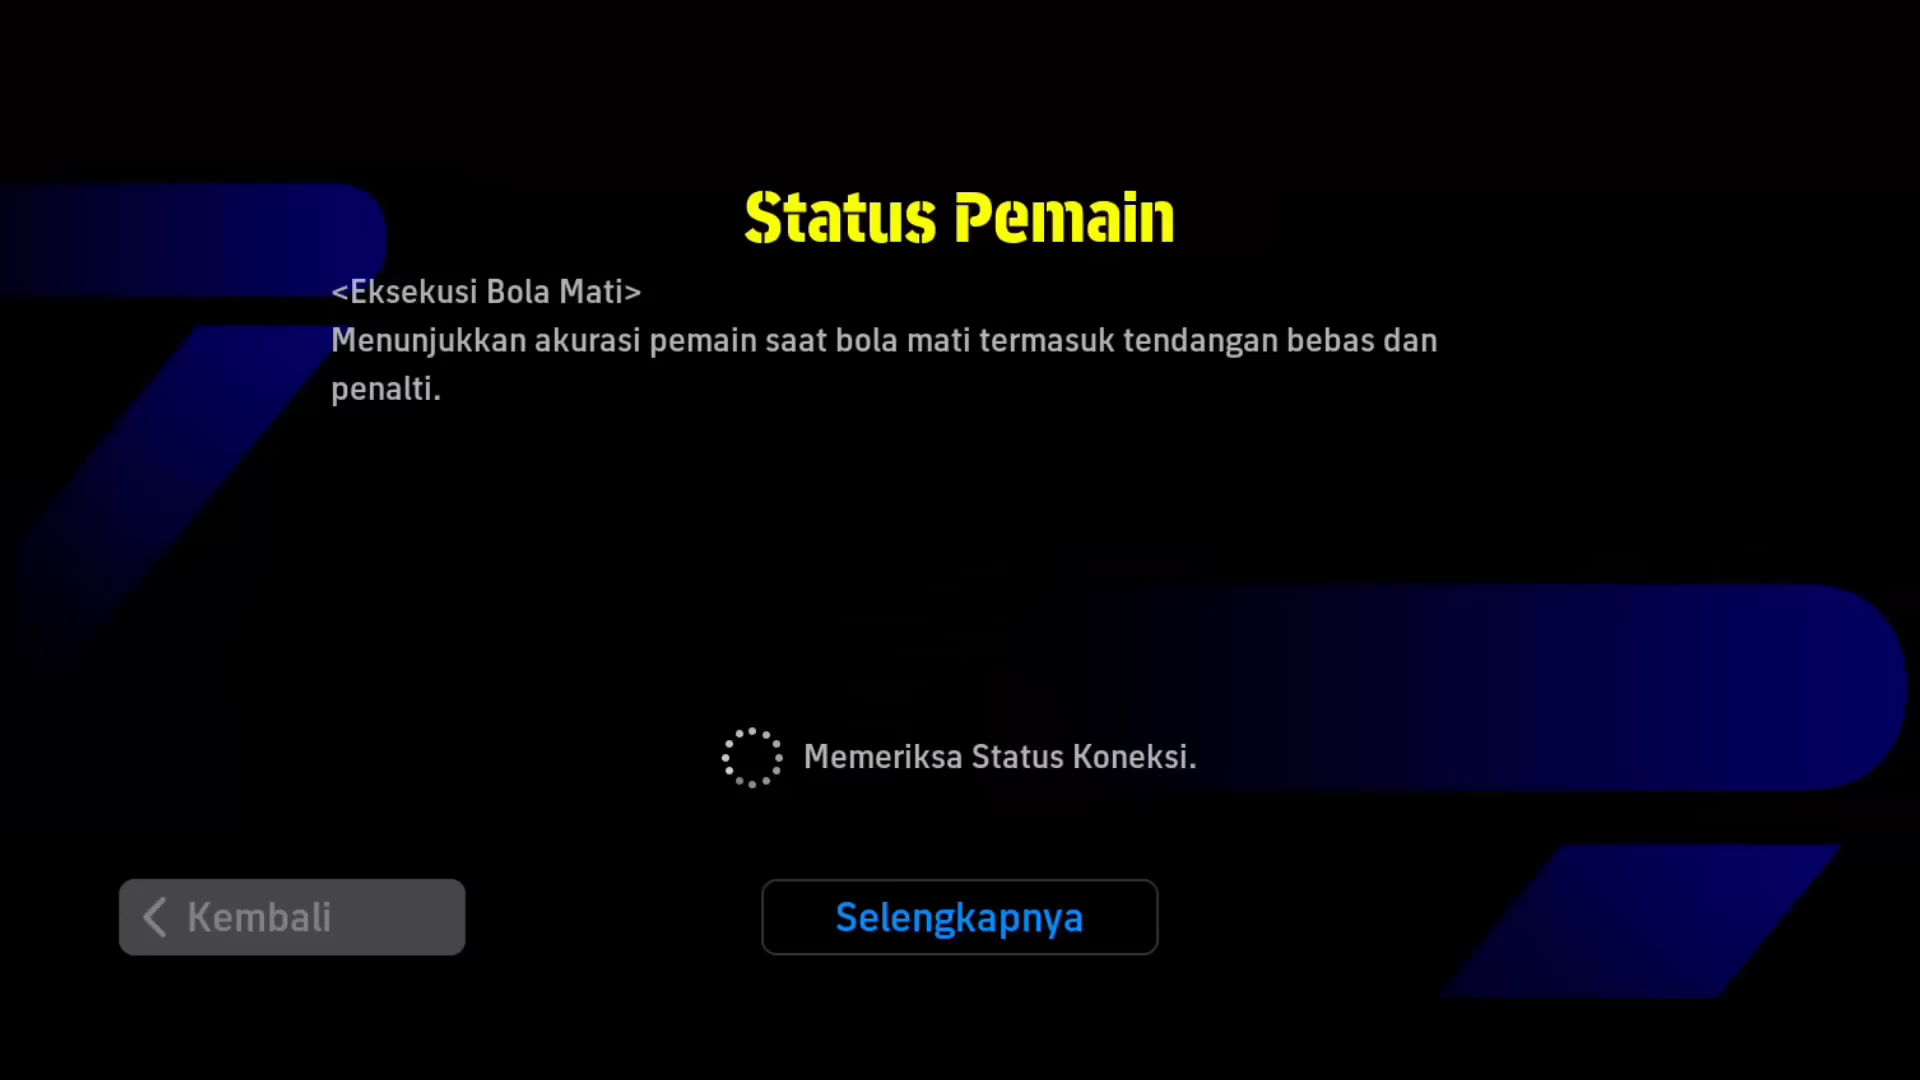 Status Pemain
<Eksekusi Bola Mati>
Menunjukkan akurasi pemain saat bola mati termasuk tendangan bebas dan
penalti.
Memeriksa Status Koneksi.
Kembali
Selengkapnya